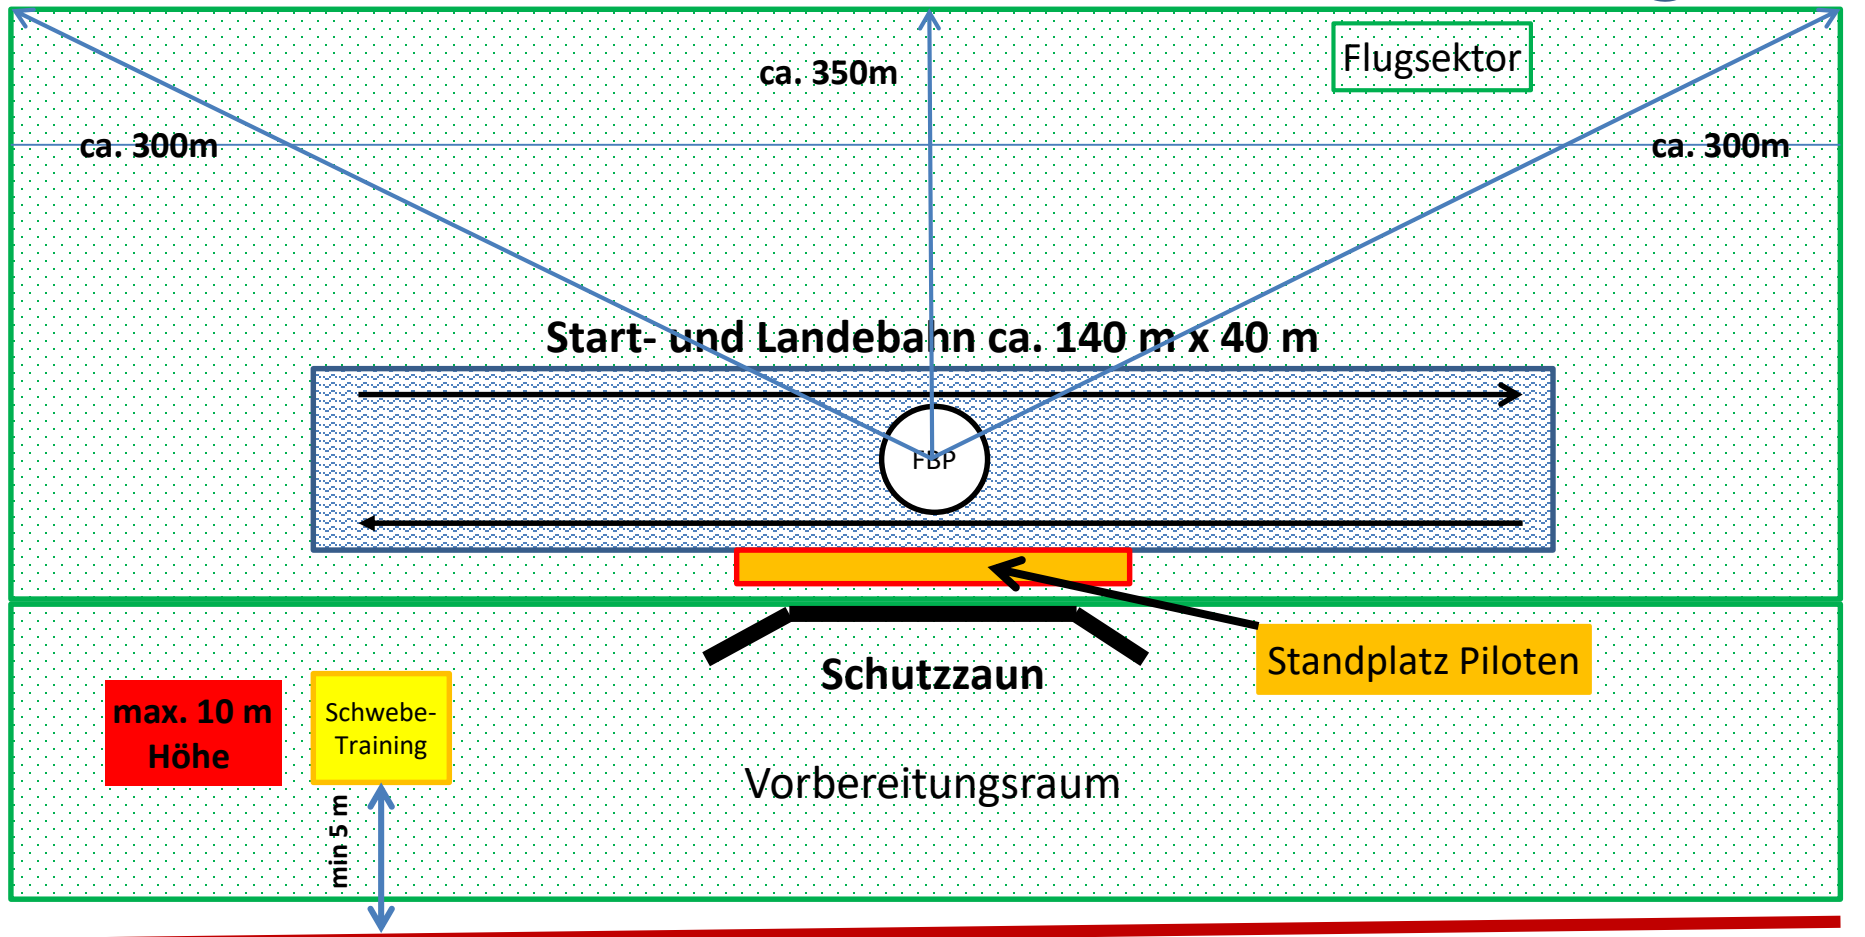 Flugsektor
ca. 350m
ca. 300m
ca. 300m
Start- und Landebahn ca. 140 m x 40 m
FBP
Standplatz Piloten
Schutzzaun
max. 10 m
Höhe
Schwebe-
Training
Vorbereitungsraum
min 5 m